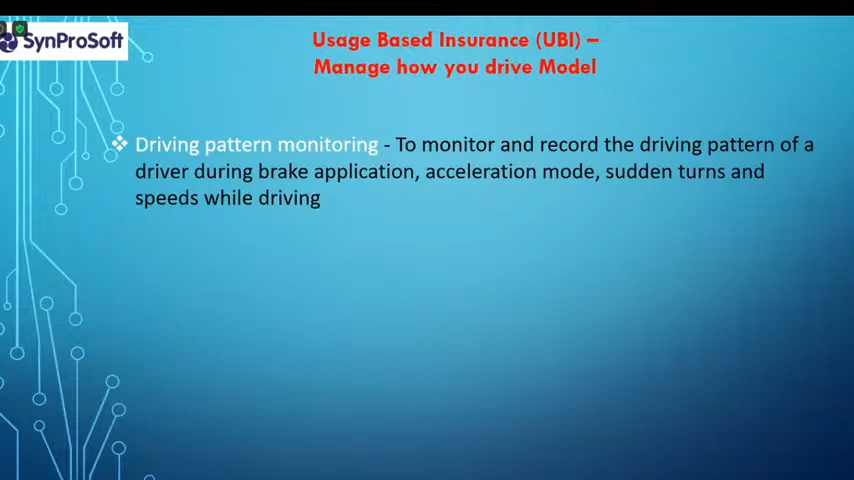 SynProSoft
Usage Based Insurance (UBI) –
Manage how you drive Model
❖ Driving pattern monitoring - To monitor and record the driving pattern of a
driver during brake application, acceleration mode, sudden turns and
speeds while driving